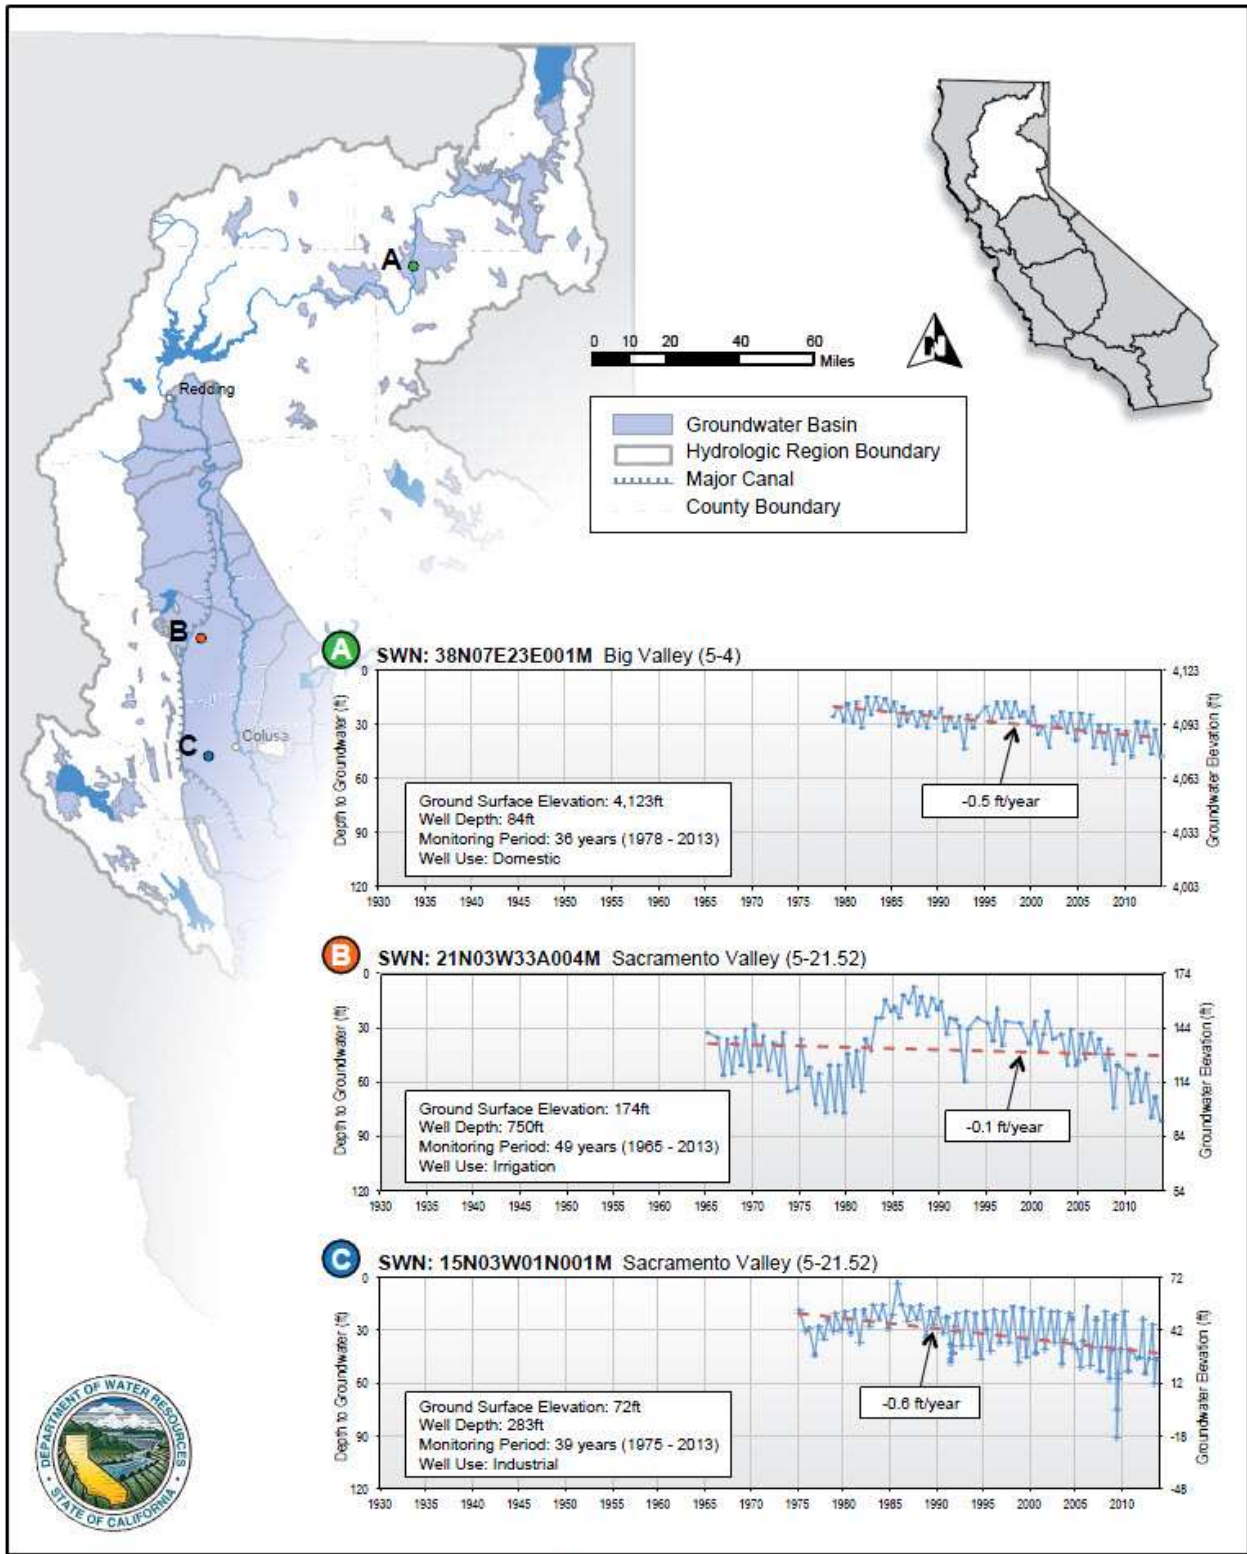 A
Redding
B
C
Colusa
0 10 20 40 60
Miles
N
Groundwater Basin
Hydrologic Region Boundary
Major Canal
County Boundary
A SWN: 38N07E23E001M Big Valley (5-4)
Depth to Groundwater (ft)
0
30
60
90
120
4,123
4,093
4,063
4,033
4,003
Groundwater Elevation (ft)
-0.5 ft/year
Ground Surface Elevation: 4,123ft
Well Depth: 84ft
Monitoring Period: 36 years (1978 - 2013)
Well Use: Domestic
1930 1935 1940 1945 1950 1955 1960 1965 1970 1975 1980 1985 1990 1995 2000 2005 2010
B SWN: 21N03W33A004M Sacramento Valley (5-21.52)
Depth to Groundwater (ft)
0
30
60
90
120
174
144
114
84
54
Groundwater Elevation (ft)
-0.1 ft/year
Ground Surface Elevation: 174ft
Well Depth: 750ft
Monitoring Period: 49 years (1965 - 2013)
Well Use: Irrigation
1930 1935 1940 1945 1950 1955 1960 1965 1970 1975 1980 1985 1990 1995 2000 2005 2010
C SWN: 15N03W01N001M Sacramento Valley (5-21.52)
Depth to Groundwater (ft)
0
30
60
90
120
72
42
12
-18
-48
Groundwater Elevation (ft)
-0.6 ft/year
Ground Surface Elevation: 72ft
Well Depth: 283ft
Monitoring Period: 39 years (1975 - 2013)
Well Use: Industrial
1930 1935 1940 1945 1950 1955 1960 1965 1970 1975 1980 1985 1990 1995 2000 2005 2010
DEPARTMENT OF WATER RESOURCES
STATE OF CALIFORNIA